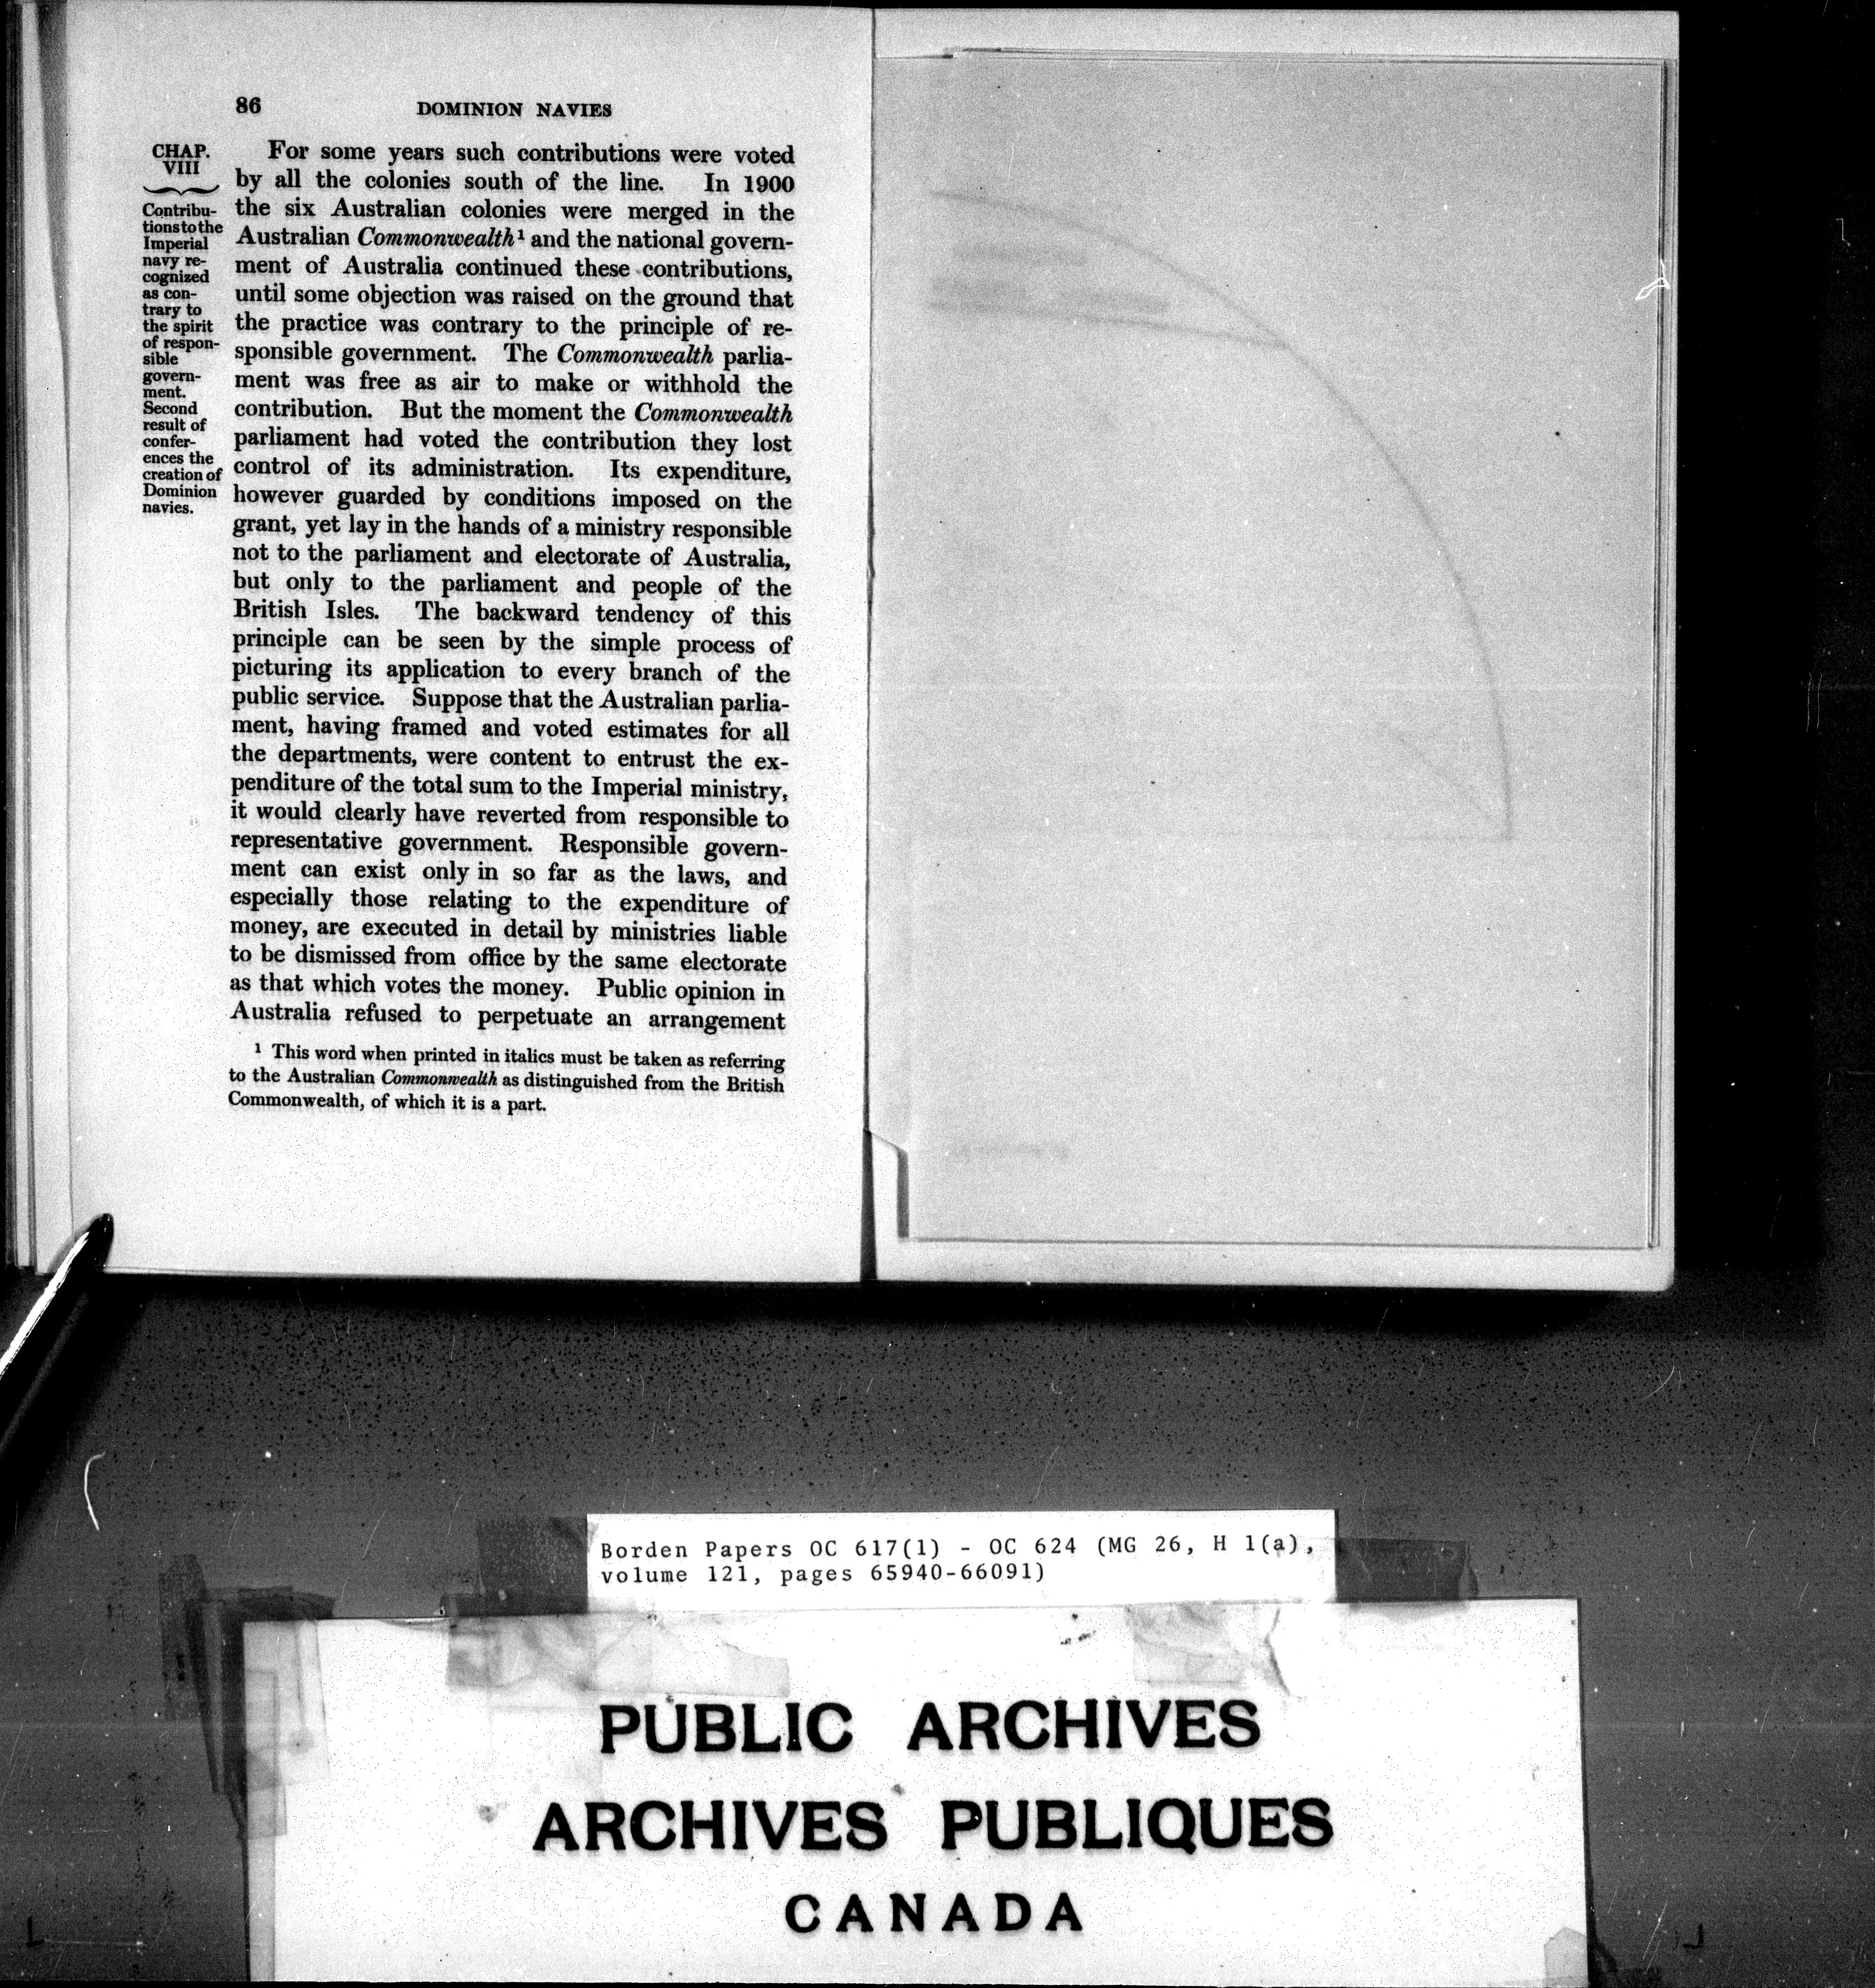 86
DOMINION NAVIES
CHAP.
VIII
Contribu-
tions to the
Imperial
navy re-
cognized
as con-
trary to
the spirit
of respon-
sible
govern-
ment.
Second
result of
confer-
ences the
creation of
Dominion
navies.
For some years such contributions were voted
by all the colonies south of the line. In 1900
the six Australian colonies were merged in the
Australian Commonwealth¹ and the national govern-
ment of Australia continued these contributions,
until some objection was raised on the ground that
the practice was contrary to the principle of re-
sponsible government. The Commonwealth parlia-
ment was free as air to make or withhold the
contribution. But the moment the Commonwealth
parliament had voted the contribution they lost
control of its administration. Its expenditure,
however guarded by conditions imposed on the
grant, yet lay in the hands of a ministry responsible
not to the parliament and electorate of Australia,
but only to the parliament and people of the
British Isles. The backward tendency of this
principle can be seen by the simple process of
picturing its application to every branch of the
public service. Suppose that the Australian parlia-
ment, having framed and voted estimates for all
the departments, were content to entrust the ex-
penditure of the total sum to the Imperial ministry,
it would clearly have reverted from responsible to
representative government. Responsible govern-
ment can exist only in so far as the laws, and
especially those relating to the expenditure of
money, are executed in detail by ministries liable
to be dismissed from office by the same electorate
as that which votes the money. Public opinion in
Australia refused to perpetuate an arrangement
¹ This word when printed in italics must be taken as referring
to the Australian Commonwealth as distinguished from the British
Commonwealth, of which it is a part.
Borden Papers OC 617(1) - OC 624 (MG 26, H 1(a),
volume 121, pages 65940-66091)
PUBLIC ARCHIVES
ARCHIVES PUBLIQUES
CANADA